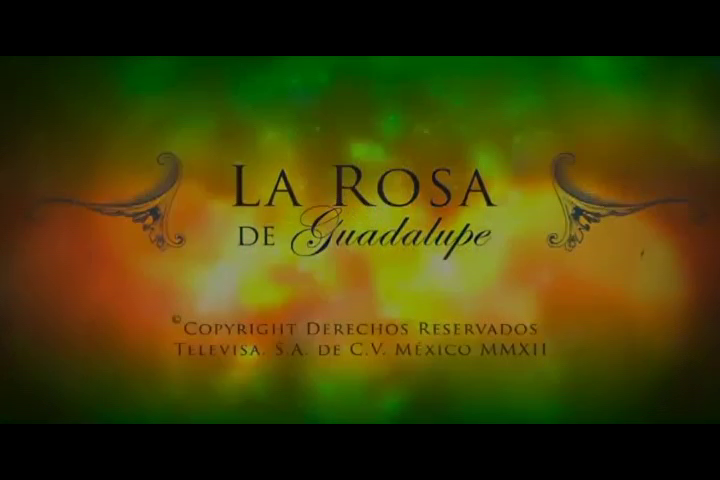 LA ROSA
DE Guadalupe
©COPYRIGHT DERECHOS RESERVADOS
TELEVISA, S.A. DE C.V. MÉXICO MMXII